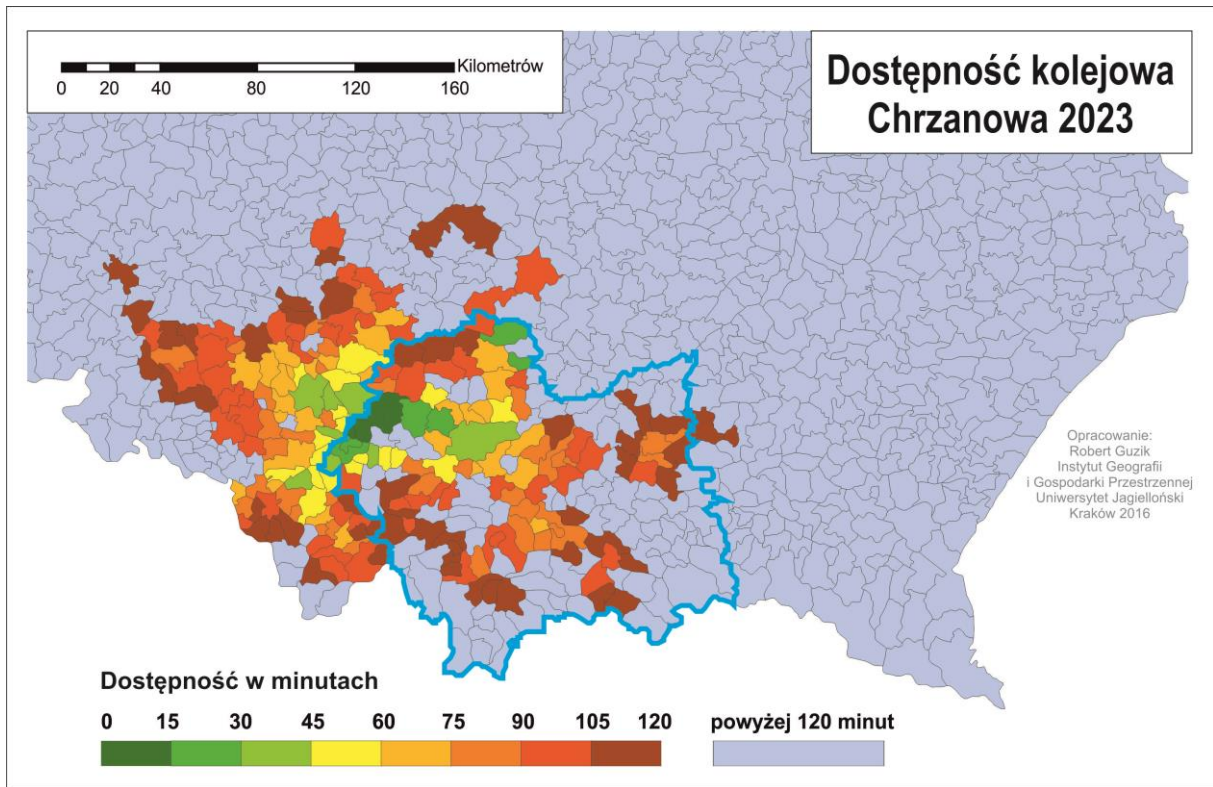 Kilometrów
0 20 40 80 120 160
Dostępność kolejowa
Chrzanowa 2023
Opracowanie:
Robert Guzik
Instytut Geografii
i Gospodarki Przestrzennej
Uniwersytet Jagielloński
Kraków 2016
Dostępność w minutach
0 15 30 45 60 75 90 105 120
powyżej 120 minut